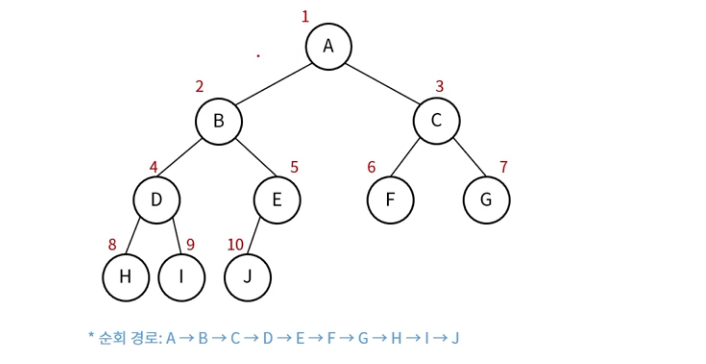 1
A
2
3
B
C
4
5
6
7
D
E
F
G
8
9
10
H
I
J
* 순회 경로: A → B → C → D → E → F → G → H → I → J